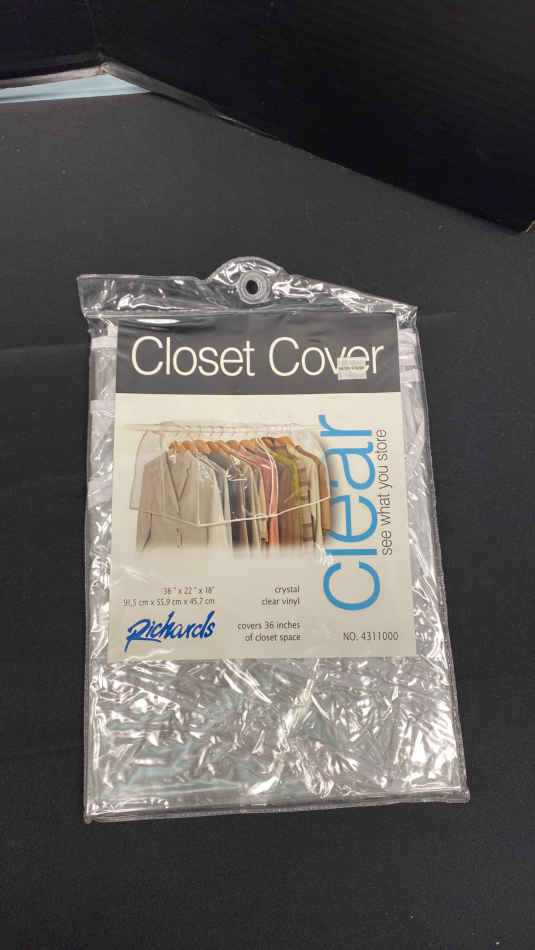 Closet Cover
clear
see what you store
36" x 22" x 18"
91,5 cm x 55,9 cm x 45,7 cm
crystal
clear vinyl
Richards
covers 36 inches
of closet space
NO. 4311000